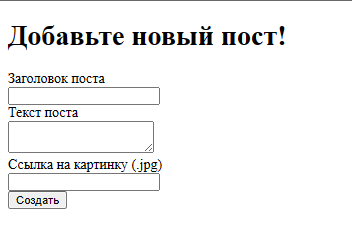 Добавьте новый пост!
Заголовок поста
Текст поста
Ссылка на картинку (.jpg)
Создать